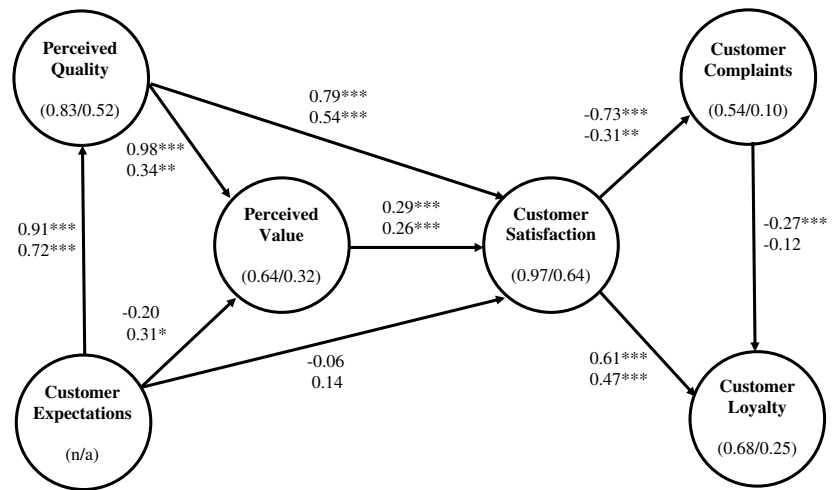 Perceived
Quality
(0.83/0.52)
Customer
Complaints
(0.54/0.10)
0.79***
0.54***
-0.73***
-0.31**
0.98***
0.34**
Perceived
Value
(0.64/0.32)
0.29***
0.26***
Customer
Satisfaction
(0.97/0.64)
0.91***
0.72***
-0.27***
-0.12
-0.20
0.31*
-0.06
0.14
0.61***
0.47***
Customer
Expectations
(n/a)
Customer
Loyalty
(0.68/0.25)